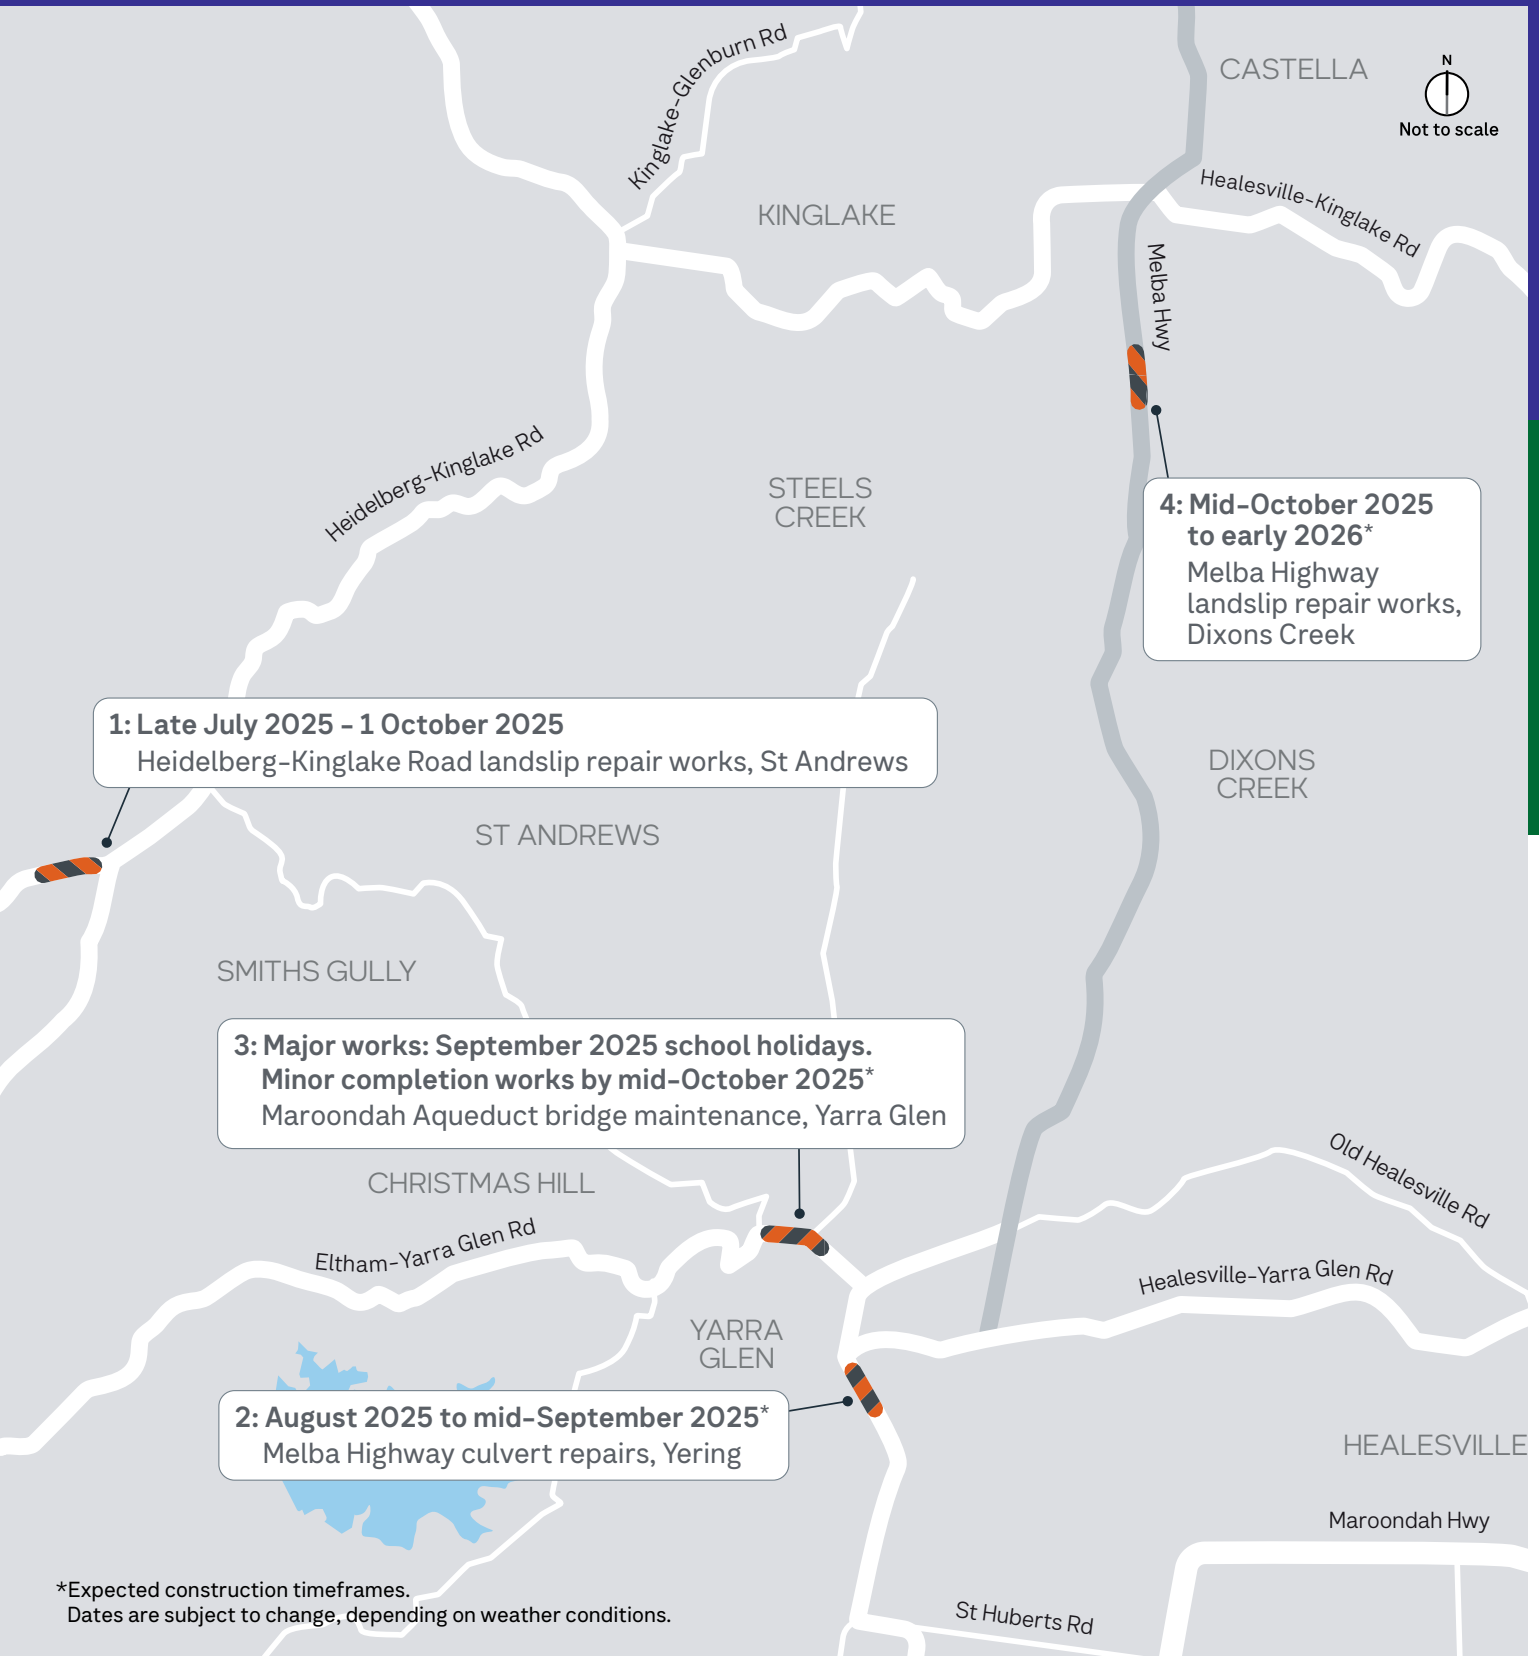 Kinglake-Glenburn Rd
CASTELLA
N
Not to scale
Healesville-Kinglake Rd
KINGLAKE
Melba Hwy
Heidelberg-Kinglake Rd
STEELS
CREEK
4: Mid-October 2025
to early 2026*
Melba Highway
landslip repair works,
Dixons Creek
1: Late July 2025 - 1 October 2025
Heidelberg-Kinglake Road landslip repair works, St Andrews
DIXONS
CREEK
ST ANDREWS
SMITHS GULLY
3: Major works: September 2025 school holidays.
Minor completion works by mid-October 2025*
Maroondah Aqueduct bridge maintenance, Yarra Glen
CHRISTMAS HILL
Old Healesville Rd
Eltham-Yarra Glen Rd
Healesville-Yarra Glen Rd
YARRA
GLEN
2: August 2025 to mid-September 2025*
Melba Highway culvert repairs, Yering
HEALESVILLE
Maroondah Hwy
*Expected construction timeframes.
Dates are subject to change, depending on weather conditions.
St Huberts Rd